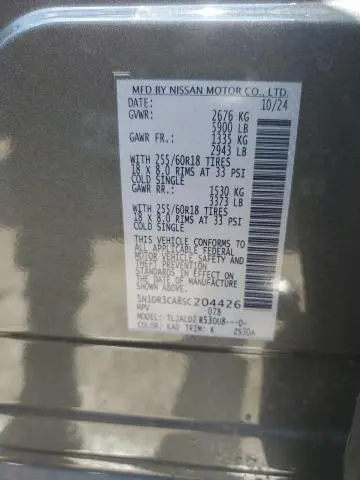 MFD BY NISSAN MOTOR CO., LTD.
DATE: 10/24
GVWR: 2676 KG
5900 LB
GAWR FR.: 1335 KG
2943 LB
WITH 255/60R18 TIRES
18 X 8.0 RIMS AT 33 PSI
COLD SINGLE
GAWR RR.: 1530 KG
3373 LB
WITH 255/60R18 TIRES
18 X 8.0 RIMS AT 33 PSI
COLD SINGLE
THIS VEHICLE CONFORMS TO
ALL APPLICABLE FEDERAL
MOTOR VEHICLE SAFETY AND
THEFT PREVENTION STANDARDS
IN EFFECT ON THE DATE
OF MANUFACTURE
SHOWN ABOVE
5N1DR3CA8SC204426
MPV 078
MODEL: TLJALDZ R53DU8---D-
COLOR: KAD TRIM: K 2530A